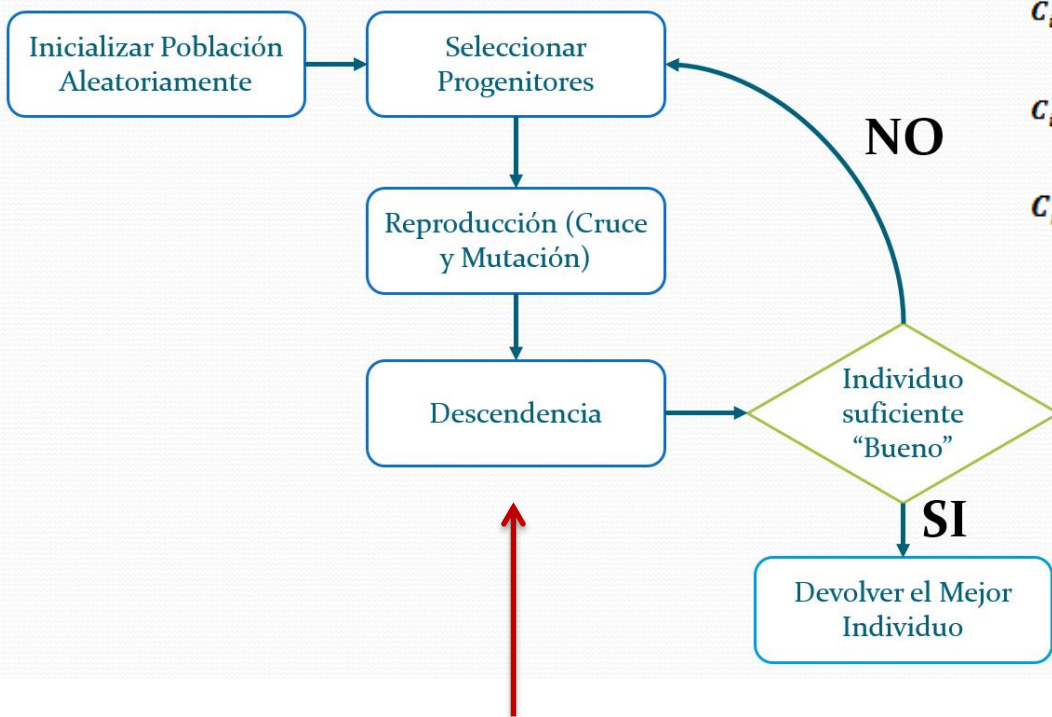 Inicializar Población
Aleatoriamente
Seleccionar
Progenitores
NO
Reproducción (Cruce
y Mutación)
Descendencia
Individuo
suficiente
“Bueno”
SI
Devolver el Mejor
Individuo
C
C
C